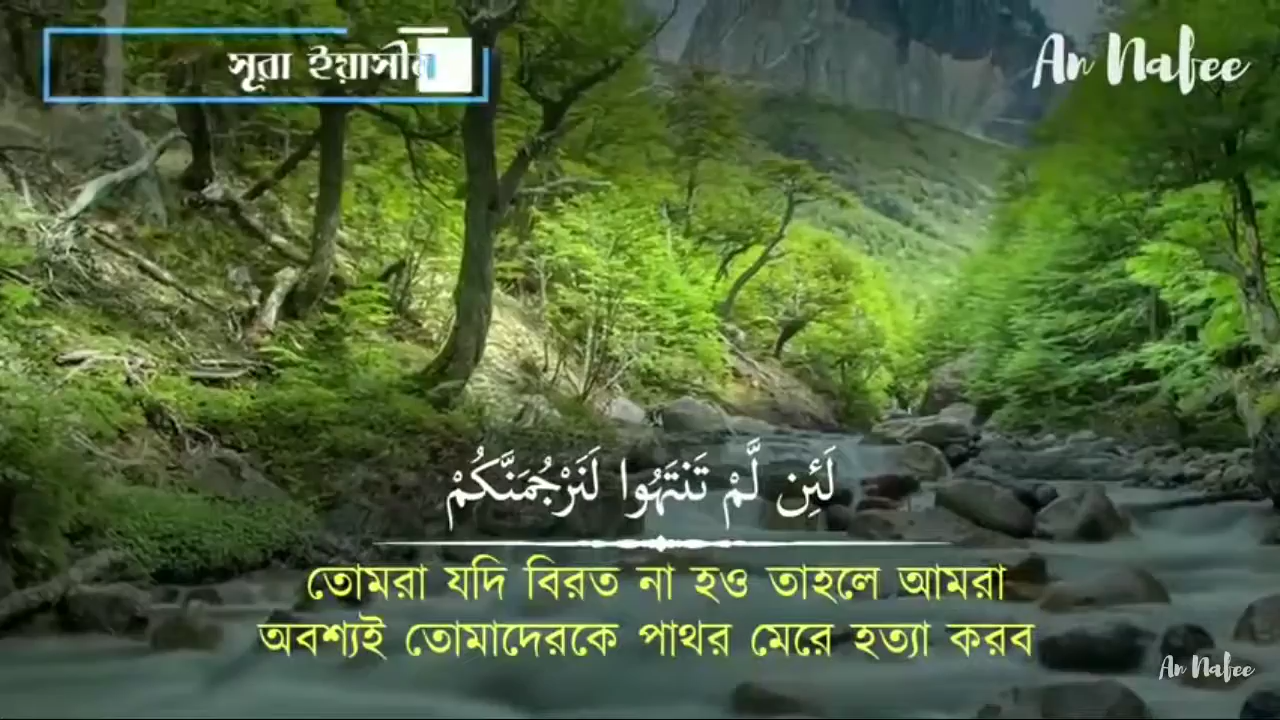 সূরা ইয়াসীন
An Nafee
لَئِن لَّمْ تَنتَهُوا لَنَرْجُمَنَّكُمْ
তোমরা যদি বিরত না হও তাহলে আমরা
অবশ্যই তোমাদেরকে পাথর মেরে হত্যা করব
An Nafee